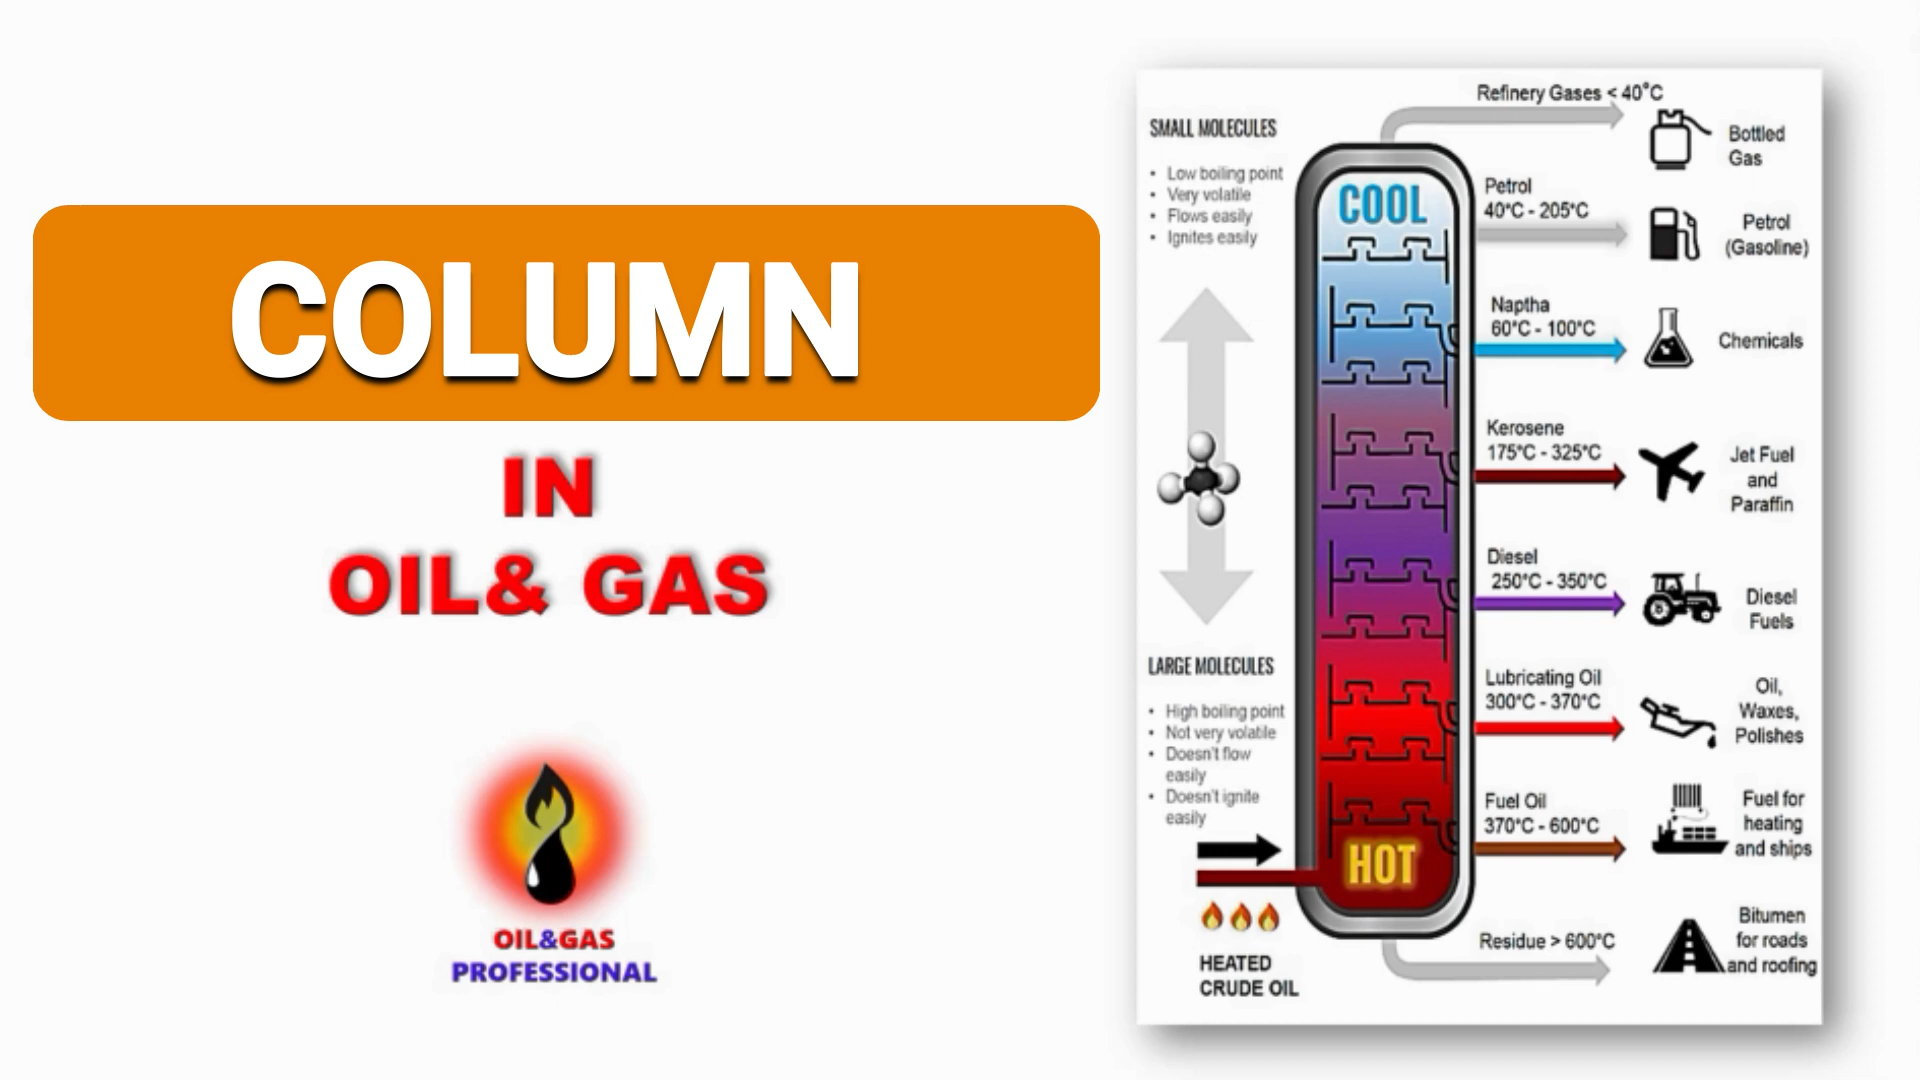 COLUMN
IN
OIL& GAS
OIL&GAS
PROFESSIONAL
SMALL MOLECULES
• Low boiling point
• Very volatile
• Flows easily
• Ignites easily
LARGE MOLECULES
• High boiling point
• Not very volatile
• Doesn't flow
easily
• Doesn't ignite
easily
HEATED
CRUDE OIL
COOL
HOT
Refinery Gases < 40°C
Bottled
Gas
Petrol
40°C - 205°C
Petrol
(Gasoline)
Naptha
60°C - 100°C
Chemicals
Kerosene
175°C - 325°C
Jet Fuel
and
Paraffin
Diesel
250°C - 350°C
Diesel
Fuels
Lubricating Oil
300°C - 370°C
Oil,
Waxes,
Polishes
Fuel Oil
370°C - 600°C
Fuel for
heating
and ships
Residue > 600°C
Bitumen
for roads
and roofing